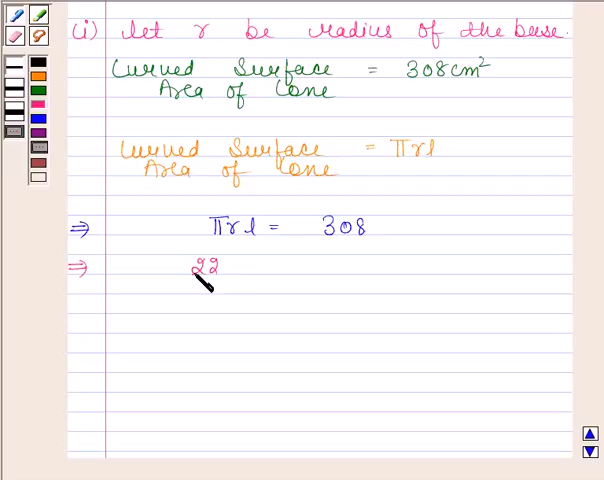 (i) let r be radius of the base.
Curved Surface = 308cm²
Area of Cone
Curved Surface = πrl
Area of Cone
⇒ πrl = 308
⇒ 22